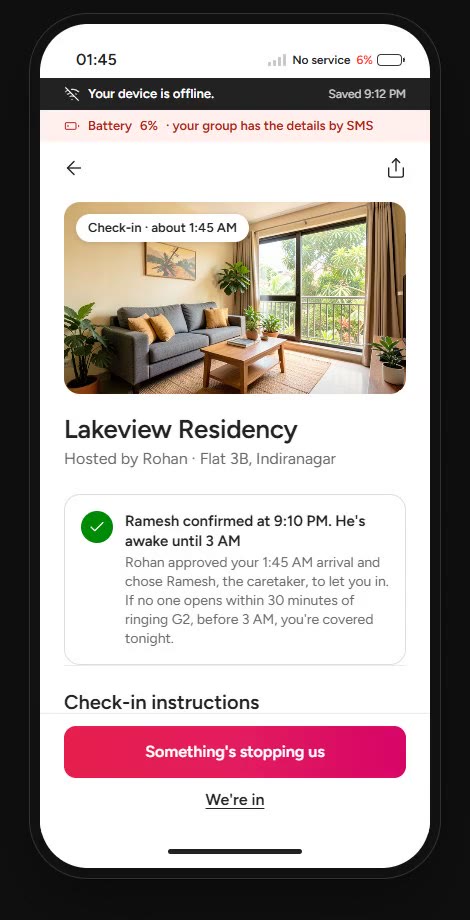 01:45
No service 6%
Your device is offline.
Saved 9:12 PM
Battery 6% · your group has the details by SMS
Check-in · about 1:45 AM
Lakeview Residency
Hosted by Rohan · Flat 3B, Indiranagar
Ramesh confirmed at 9:10 PM. He's
awake until 3 AM
Rohan approved your 1:45 AM arrival and
chose Ramesh, the caretaker, to let you in.
If no one opens within 30 minutes of
ringing G2, before 3 AM, you're covered
tonight.
Check-in instructions
Something's stopping us
We're in